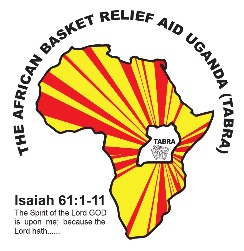 THE AFRICAN BASKET RELIEF AID UGANDA (TABRA)
TABRA
Isaiah 61:1-11
The Spirit of the Lord GOD
is upon me; because the
Lord hath......